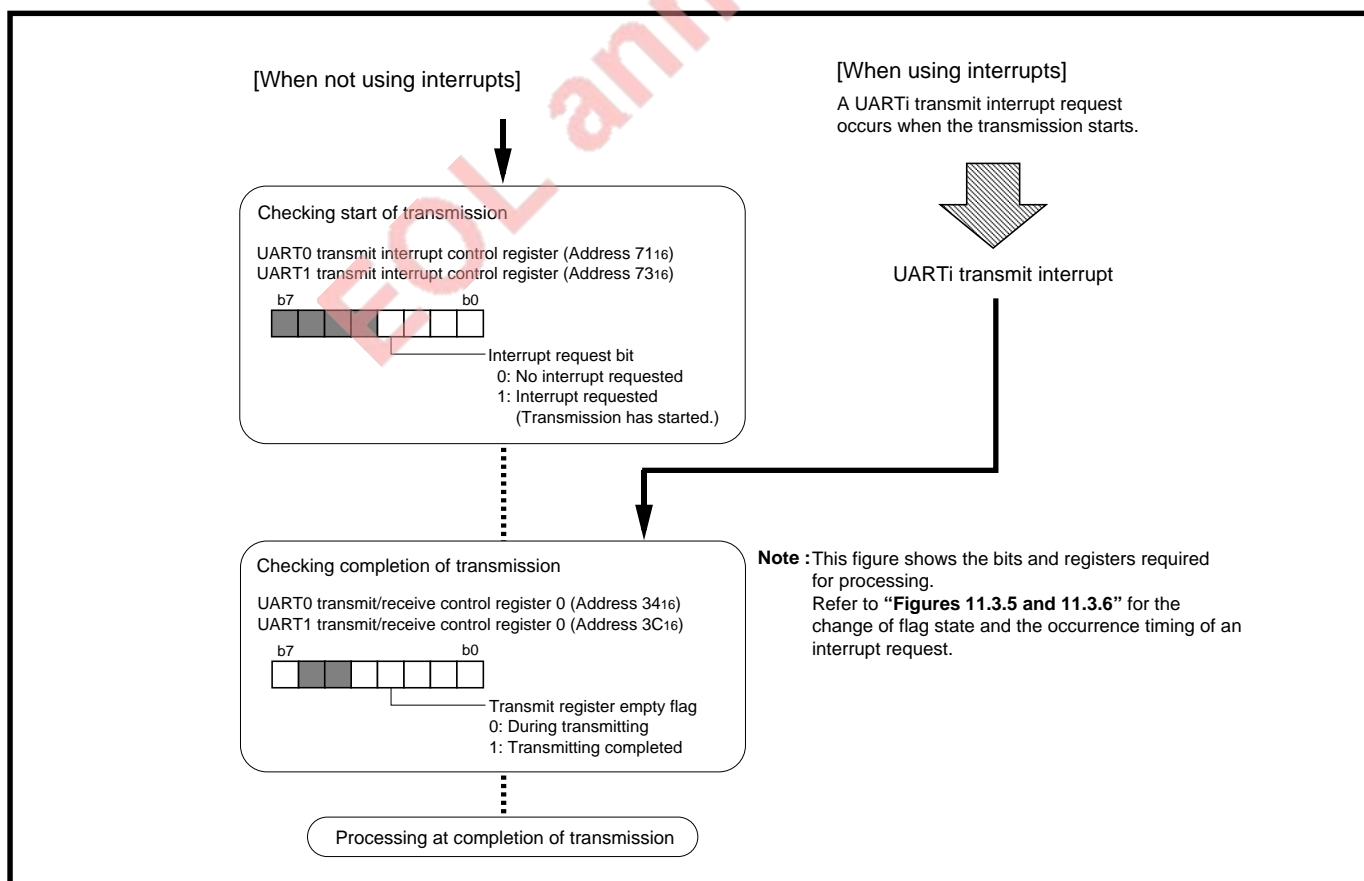 EOL ann
[When not using interrupts]
[When using interrupts]
A UARTi transmit interrupt request
occurs when the transmission starts.
Checking start of transmission
UART0 transmit interrupt control register (Address 7116)
UART1 transmit interrupt control register (Address 7316)
b7 b0
Interrupt request bit
0: No interrupt requested
1: Interrupt requested
(Transmission has started.)
UARTi transmit interrupt
Checking completion of transmission
UART0 transmit/receive control register 0 (Address 3416)
UART1 transmit/receive control register 0 (Address 3C16)
b7 b0
Transmit register empty flag
0: During transmitting
1: Transmitting completed
Note : This figure shows the bits and registers required
for processing.
Refer to “Figures 11.3.5 and 11.3.6” for the
change of flag state and the occurrence timing of an
interrupt request.
Processing at completion of transmission